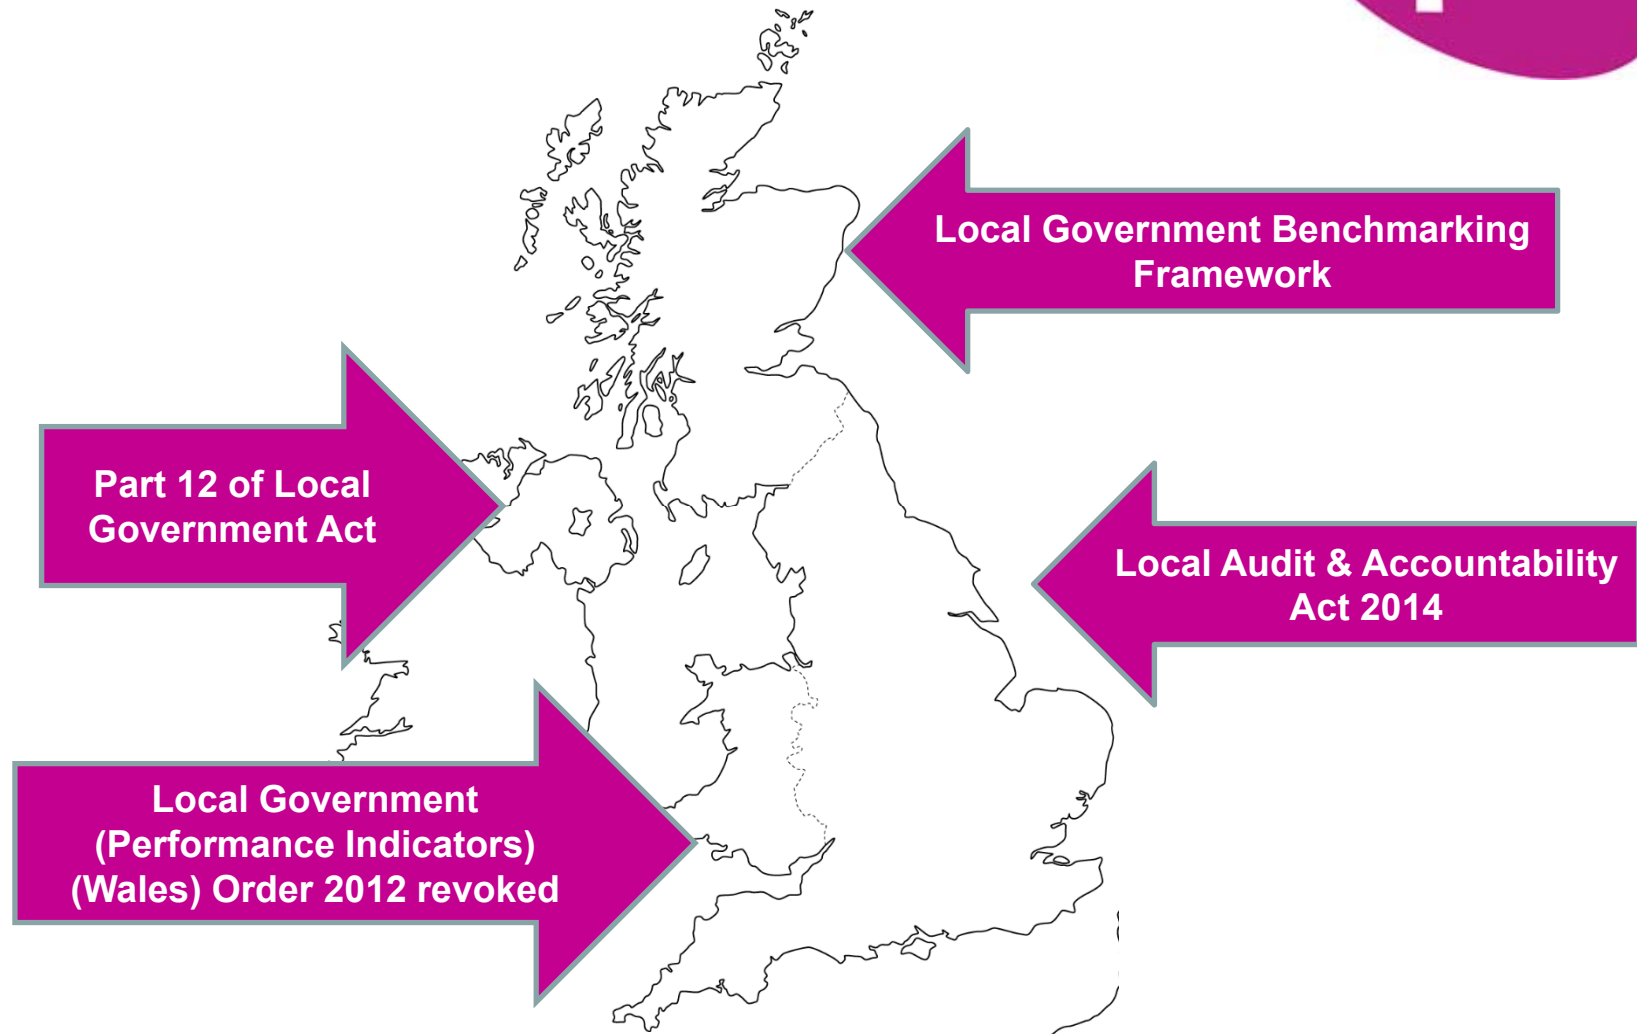 Local Government Benchmarking
Framework
Part 12 of Local
Government Act
Local Audit & Accountability
Act 2014
Local Government
(Performance Indicators)
(Wales) Order 2012 revoked